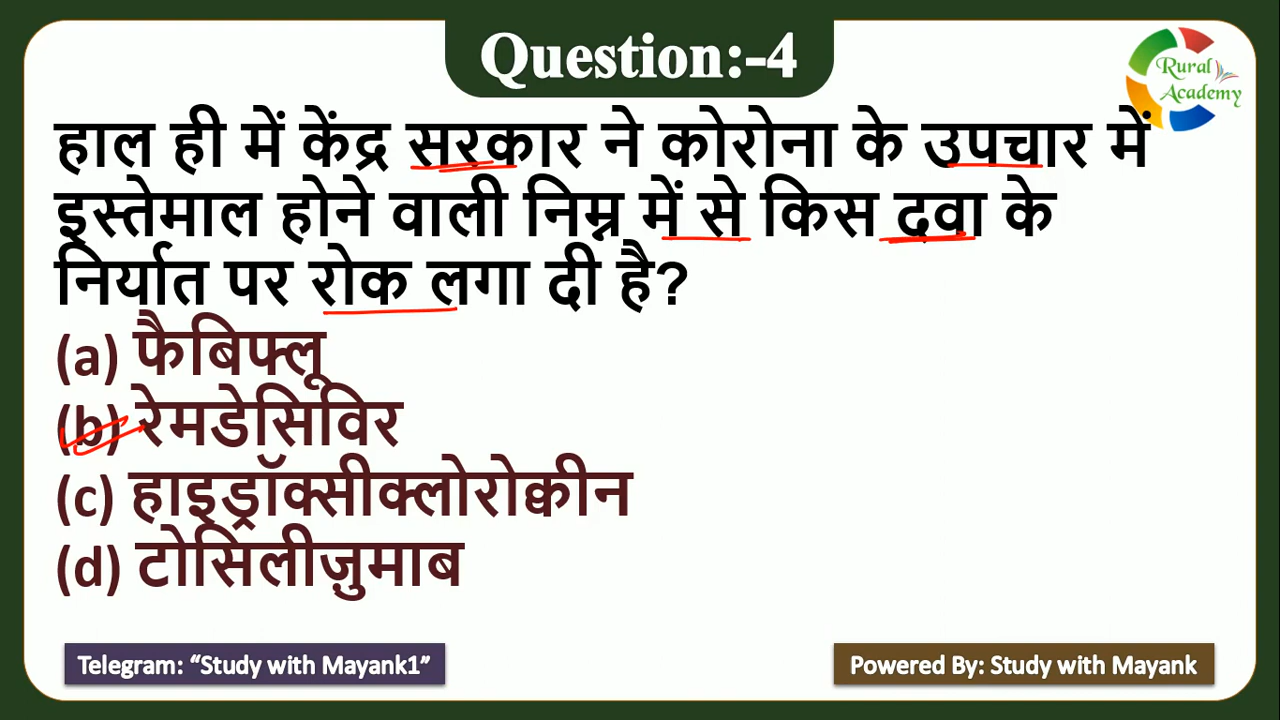 Question:-4
Rural
Academy
हाल ही में केंद्र सरकार ने कोरोना के उपचार में
इस्तेमाल होने वाली निम्न में से किस दवा के
निर्यात पर रोक लगा दी है?
(a) फैबिफ्लू
(b) रेमडेसिविर
(c) हाइड्रॉक्सीक्लोरोक्वीन
(d) टोसिलीज़ुमाब
Telegram: “Study with Mayank1”
Powered By: Study with Mayank